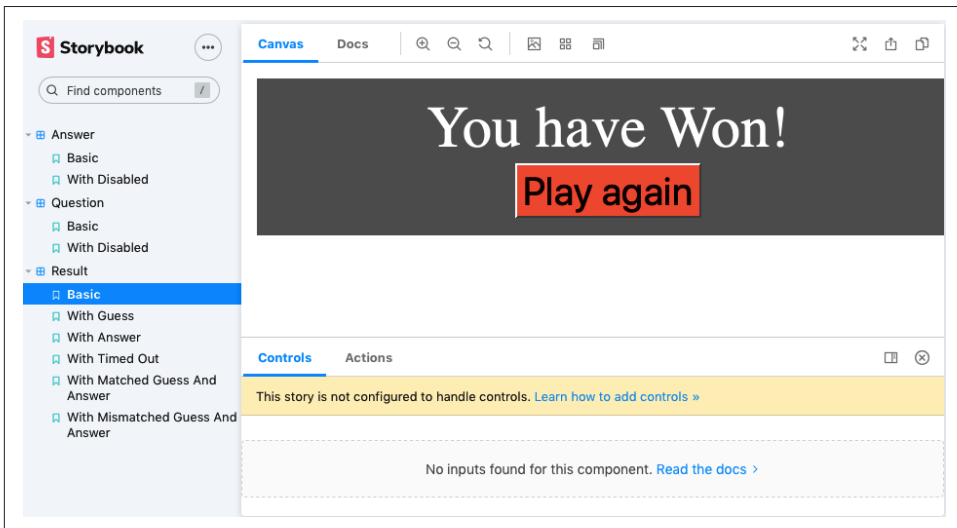 Storybook
Find components
/
Answer
Basic
With Disabled
Question
Basic
With Disabled
Result
Basic
With Guess
With Answer
With Timed Out
With Matched Guess And
Answer
With Mismatched Guess And
Answer
Canvas Docs
You have Won!
Play again
Controls Actions
This story is not configured to handle controls. Learn how to add controls »
No inputs found for this component. Read the docs >